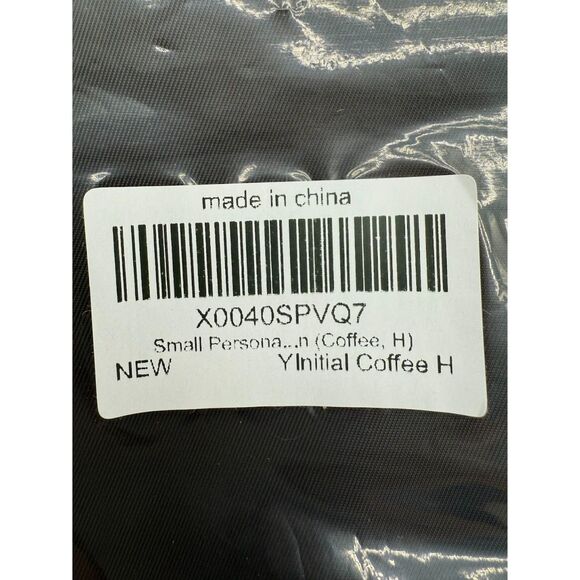 made in china
X0040SPVQ7
Small Persona...n (Coffee, H)
NEW YInitial Coffee H